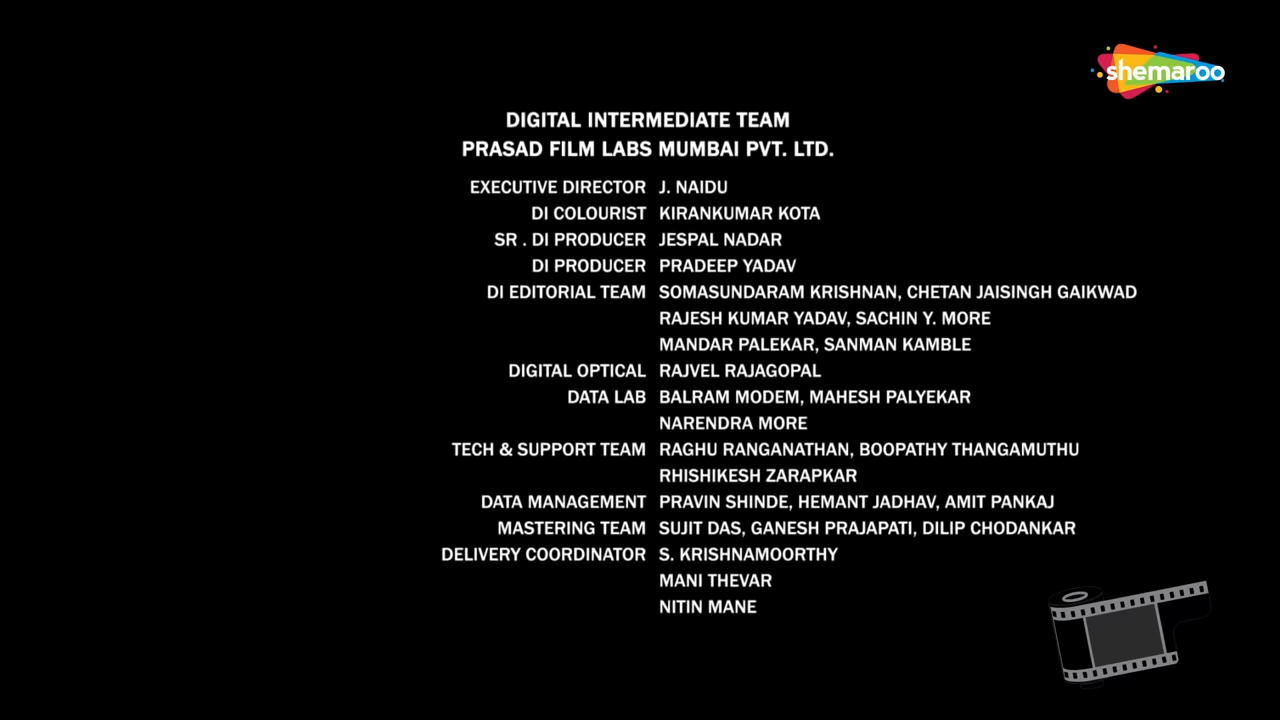 shemaroo
DIGITAL INTERMEDIATE TEAM
PRASAD FILM LABS MUMBAI PVT. LTD.
EXECUTIVE DIRECTOR J. NAIDU
DI COLOURIST KIRANKUMAR KOTA
SR . DI PRODUCER JESPAL NADAR
DI PRODUCER PRADEEP YADAV
DI EDITORIAL TEAM SOMASUNDARAM KRISHNAN, CHETAN JAISINGH GAIKWAD
RAJESH KUMAR YADAV, SACHIN Y. MORE
MANDAR PALEKAR, SANMAN KAMBLE
DIGITAL OPTICAL RAJVEL RAJAGOPAL
DATA LAB BALRAM MODEM, MAHESH PALYEKAR
NARENDRA MORE
TECH & SUPPORT TEAM RAGHU RANGANATHAN, BOOPATHY THANGAMUTHU
RHISHIKESH ZARAPKAR
DATA MANAGEMENT PRAVIN SHINDE, HEMANT JADHAV, AMIT PANKAJ
MASTERING TEAM SUJIT DAS, GANESH PRAJAPATI, DILIP CHODANKAR
DELIVERY COORDINATOR S. KRISHNAMOORTHY
MANI THEVAR
NITIN MANE